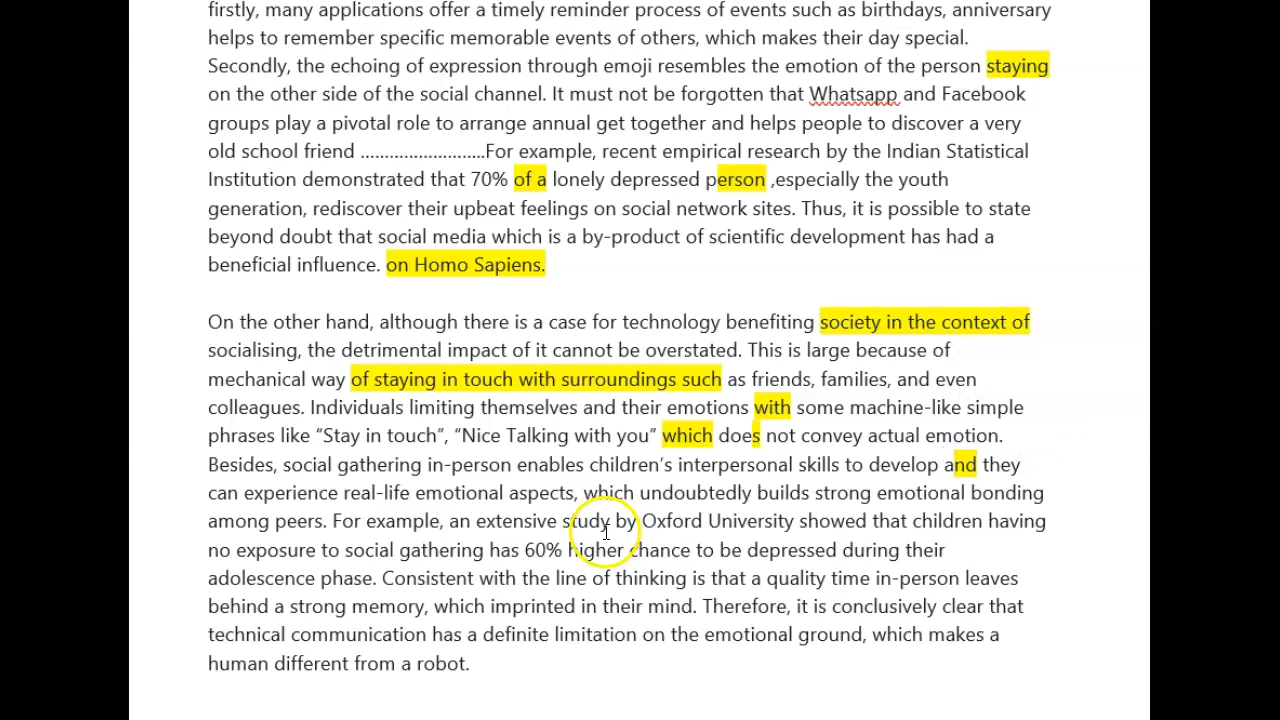 firstly, many applications offer a timely reminder process of events such as birthdays, anniversary
helps to remember specific memorable events of others, which makes their day special.
Secondly, the echoing of expression through emoji resembles the emotion of the person staying
on the other side of the social channel. It must not be forgotten that Whatsapp and Facebook
groups play a pivotal role to arrange annual get together and helps people to discover a very
old school friend ..........................For example, recent empirical research by the Indian Statistical
Institution demonstrated that 70% of a lonely depressed person ,especially the youth
generation, rediscover their upbeat feelings on social network sites. Thus, it is possible to state
beyond doubt that social media which is a by-product of scientific development has had a
beneficial influence. on Homo Sapiens.
On the other hand, although there is a case for technology benefiting society in the context of
socialising, the detrimental impact of it cannot be overstated. This is large because of
mechanical way of staying in touch with surroundings such as friends, families, and even
colleagues. Individuals limiting themselves and their emotions with some machine-like simple
phrases like “Stay in touch”, “Nice Talking with you” which does not convey actual emotion.
Besides, social gathering in-person enables children’s interpersonal skills to develop and they
can experience real-life emotional aspects, which undoubtedly builds strong emotional bonding
among peers. For example, an extensive study by Oxford University showed that children having
no exposure to social gathering has 60% higher chance to be depressed during their
adolescence phase. Consistent with the line of thinking is that a quality time in-person leaves
behind a strong memory, which imprinted in their mind. Therefore, it is conclusively clear that
technical communication has a definite limitation on the emotional ground, which makes a
human different from a robot.